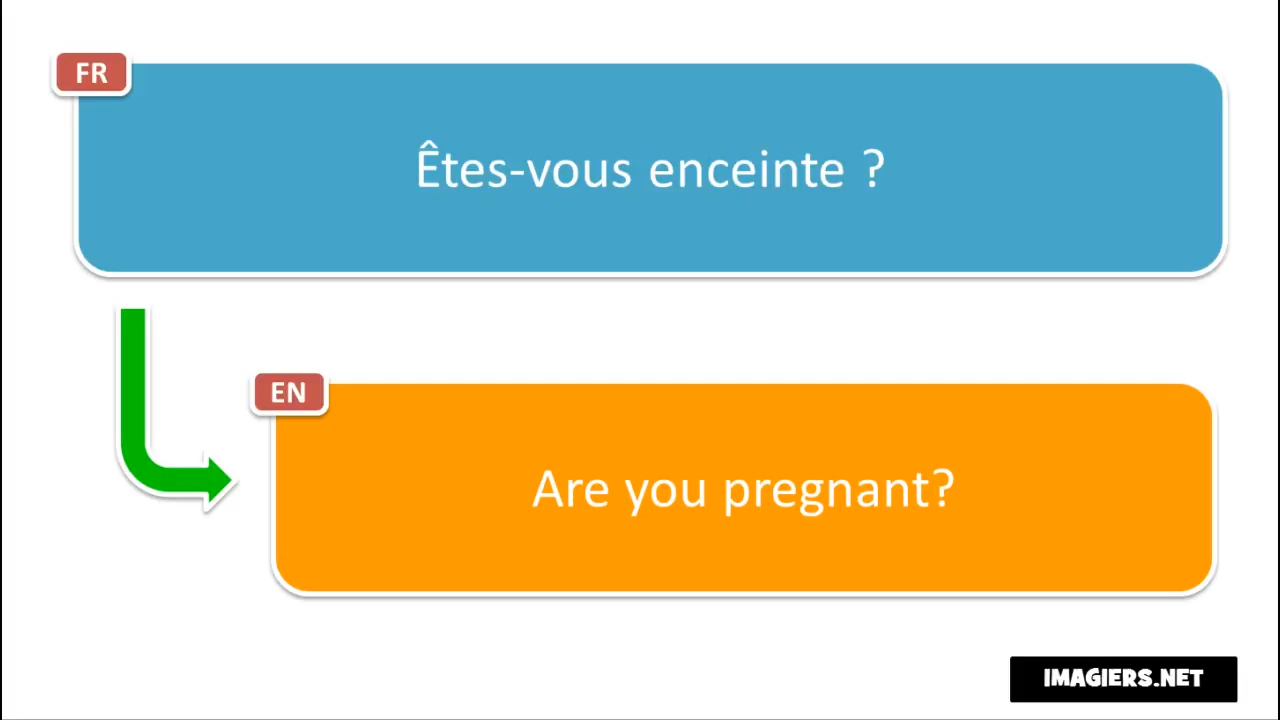 FR
Êtes-vous enceinte ?
EN
Are you pregnant?
IMAGIERS.NET